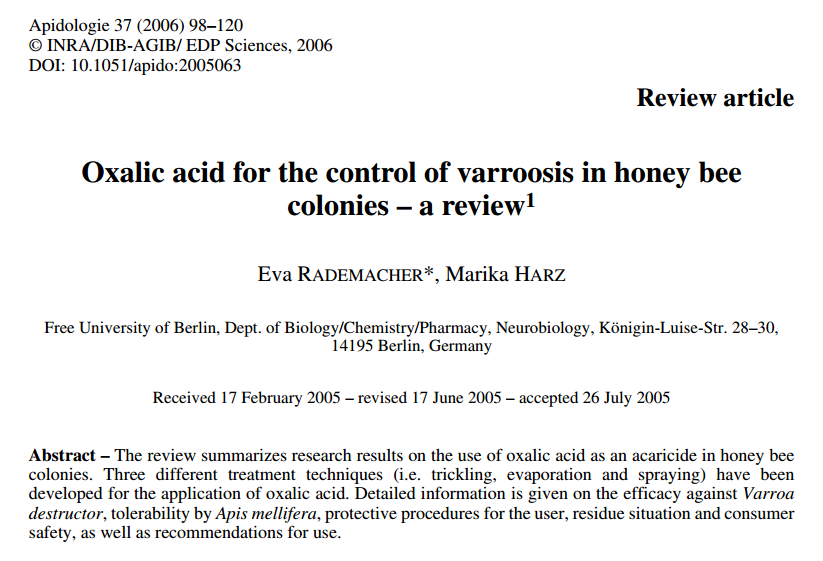 Apidologie 37 (2006) 98–120
© INRA/DIB-AGIB/ EDP Sciences, 2006
DOI: 10.1051/apido:2005063
Review article
Oxalic acid for the control of varroosis in honey bee
colonies – a review1
Eva RADEMACHER*, Marika HARZ
Free University of Berlin, Dept. of Biology/Chemistry/Pharmacy, Neurobiology, Königin-Luise-Str. 28–30,
14195 Berlin, Germany
Received 17 February 2005 – revised 17 June 2005 – accepted 26 July 2005
Abstract – The review summarizes research results on the use of oxalic acid as an acaricide in honey bee
colonies. Three different treatment techniques (i.e. trickling, evaporation and spraying) have been
developed for the application of oxalic acid. Detailed information is given on the efficacy against Varroa
destructor, tolerability by Apis mellifera, protective procedures for the user, residue situation and consumer
safety, as well as recommendations for use.